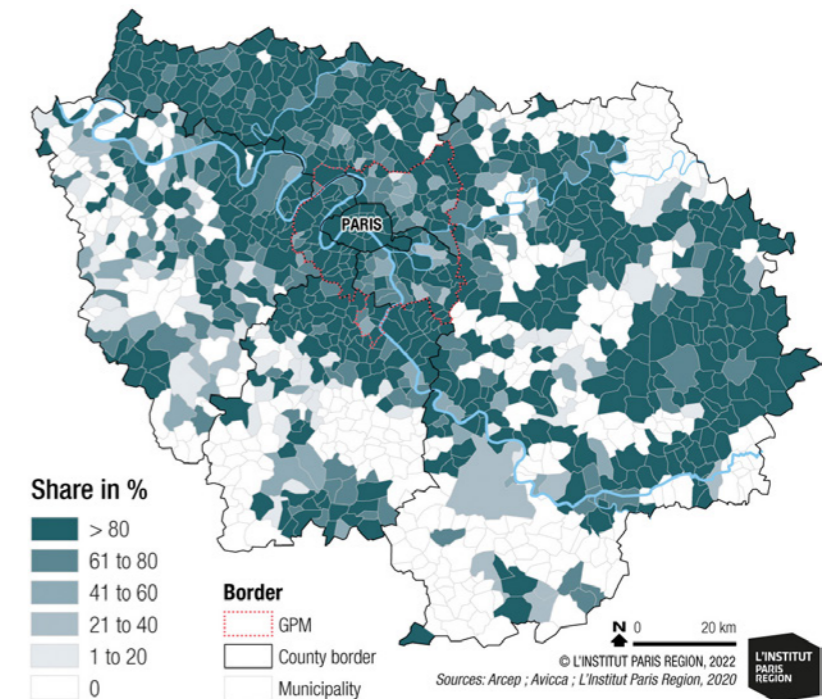 PARIS
Share in %
> 80
61 to 80
41 to 60
21 to 40
1 to 20
0
Border
GPM
County border
Municipality
N 0 20 km
© L'INSTITUT PARIS REGION, 2022
Sources: Arcep ; Avicca ; L'Institut Paris Region, 2020
L'INSTITUT
PARIS
REGION